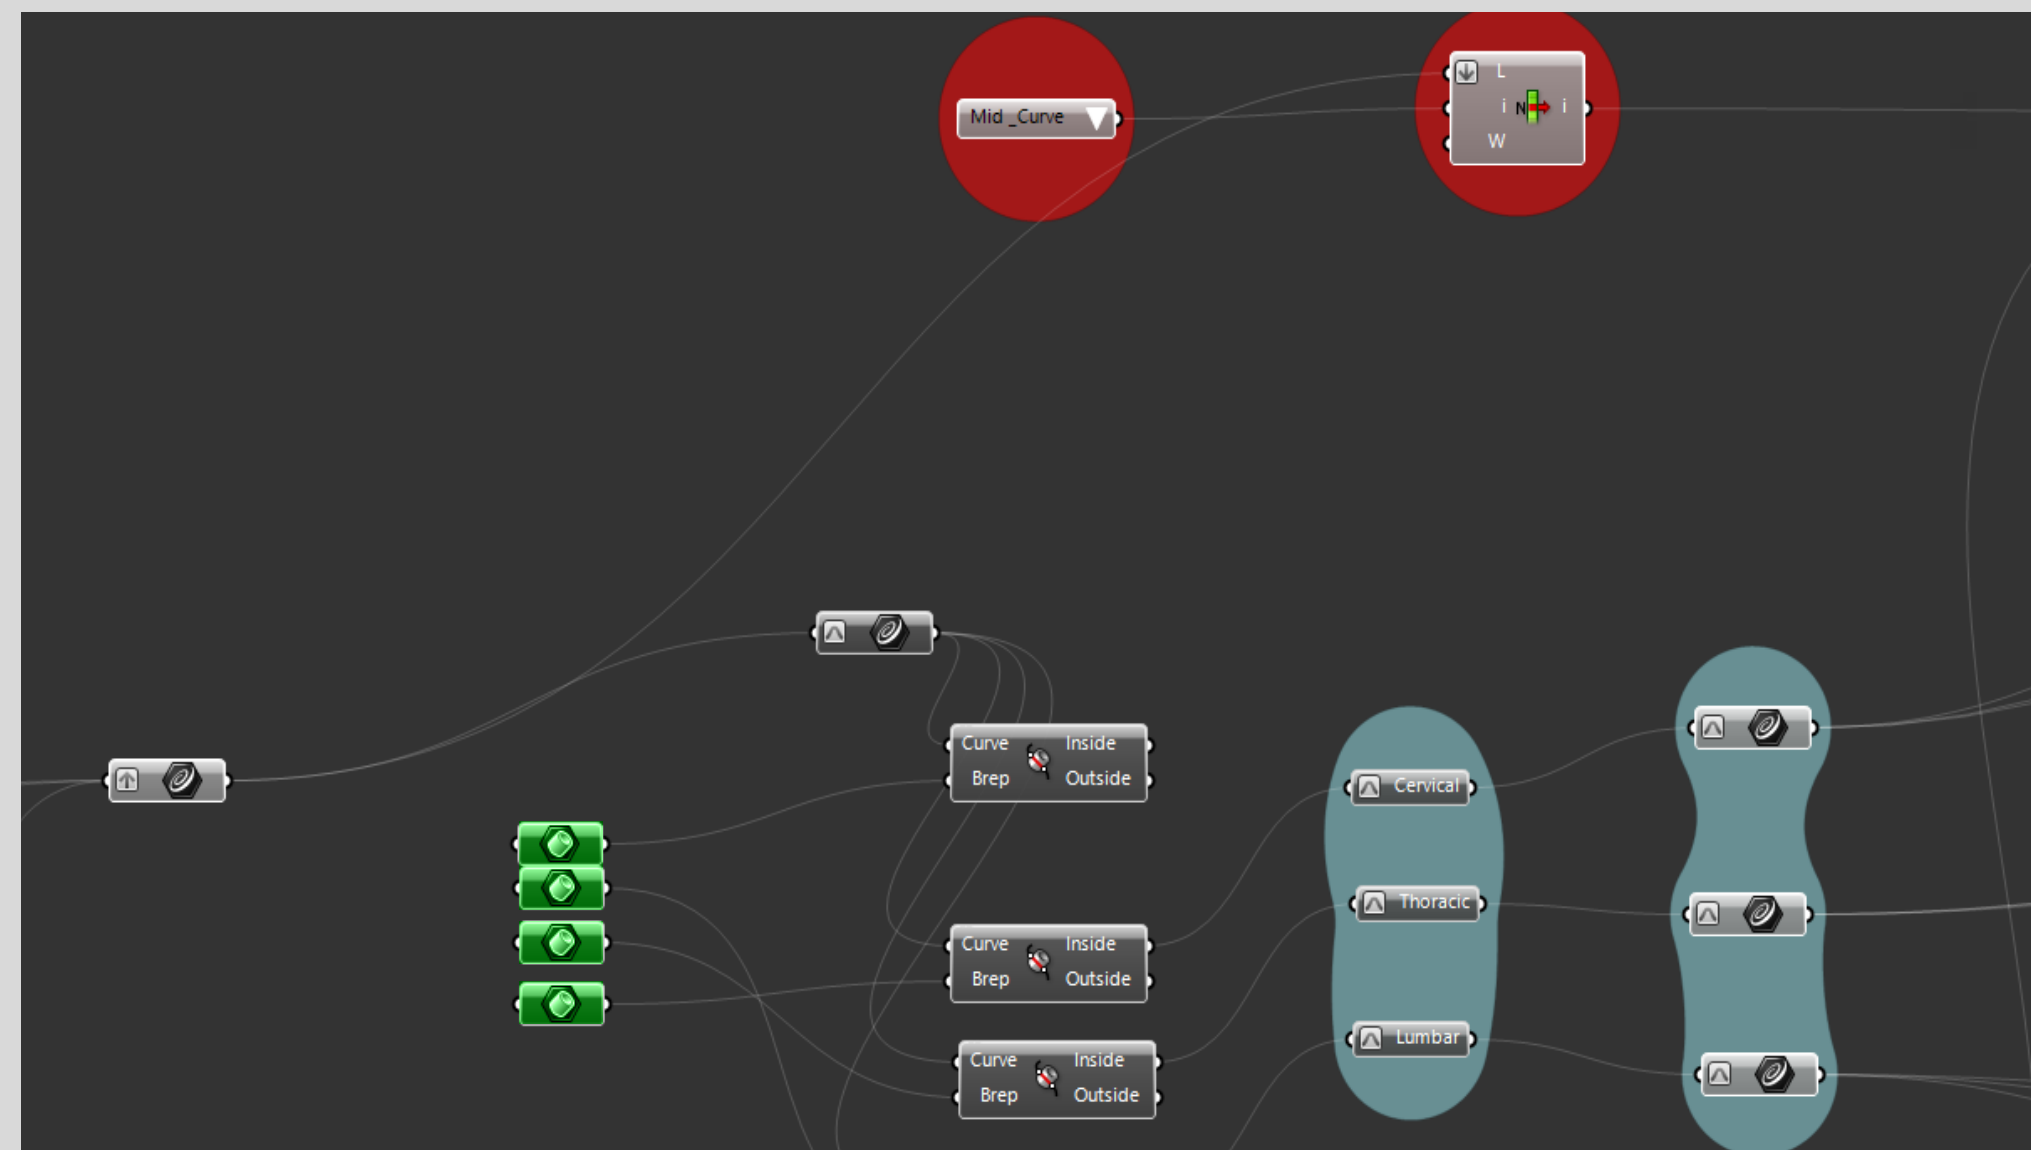 Mid _Curve
L
i N i
W
Curve Inside
Brep Outside
Cervical
Thoracic
Curve Inside
Brep Outside
Lumbar
Curve Inside
Brep Outside